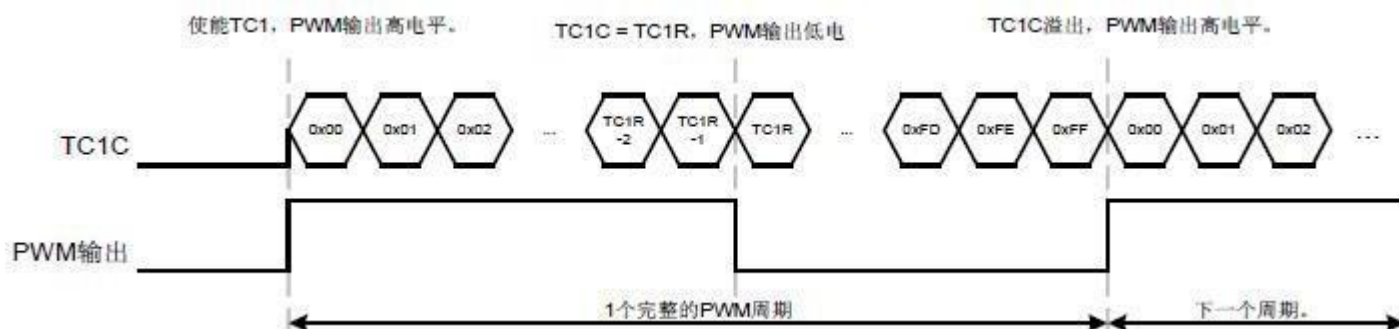 使能TC1，PWM输出高电平。
TC1C = TC1R，PWM输出低电
TC1C溢出，PWM输出高电平。
TC1C
0x00
0x01
0x02
...
TC1R
-2
TC1R
-1
TC1R
...
0xFD
0xFE
0xFF
0x00
0x01
0x02
...
PWM输出
1个完整的PWM周期
下一个周期。